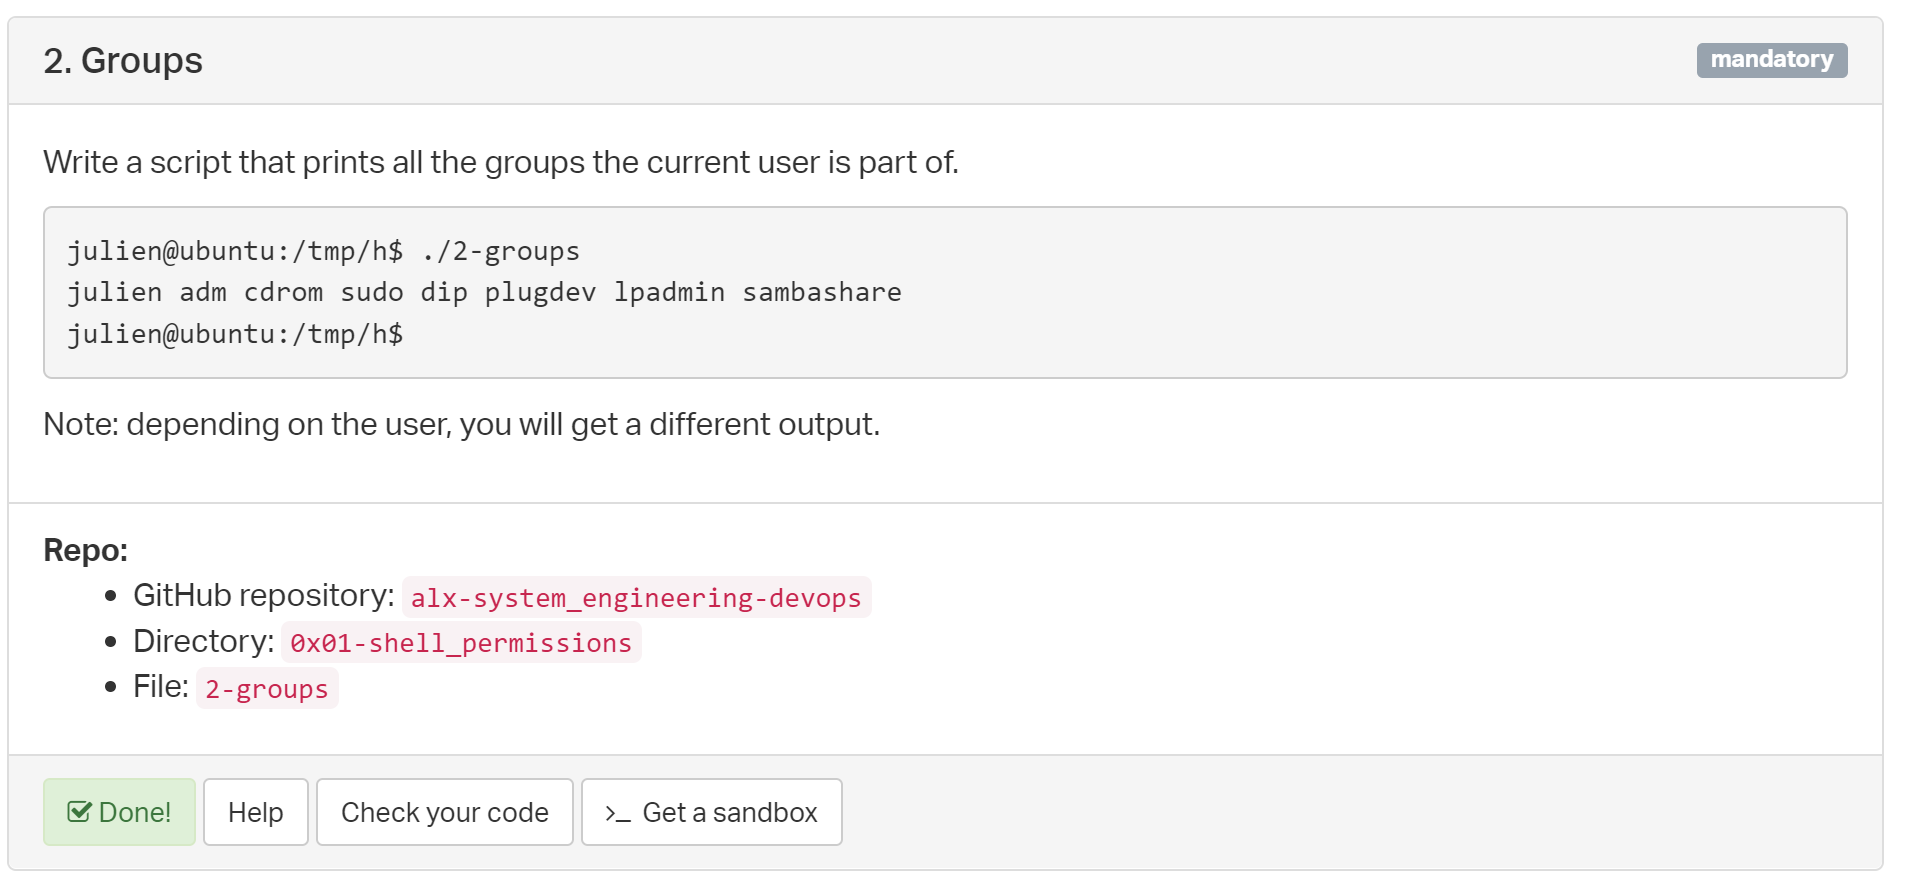 2. Groups
mandatory
Write a script that prints all the groups the current user is part of.
julien@ubuntu:/tmp/h$ ./2-groups
julien adm cdrom sudo dip plugdev lpadmin sambashare
julien@ubuntu:/tmp/h$
Note: depending on the user, you will get a different output.
Repo:
• GitHub repository: alx-system_engineering-devops
• Directory: 0x01-shell_permissions
• File: 2-groups
Done! Help Check your code >_ Get a sandbox